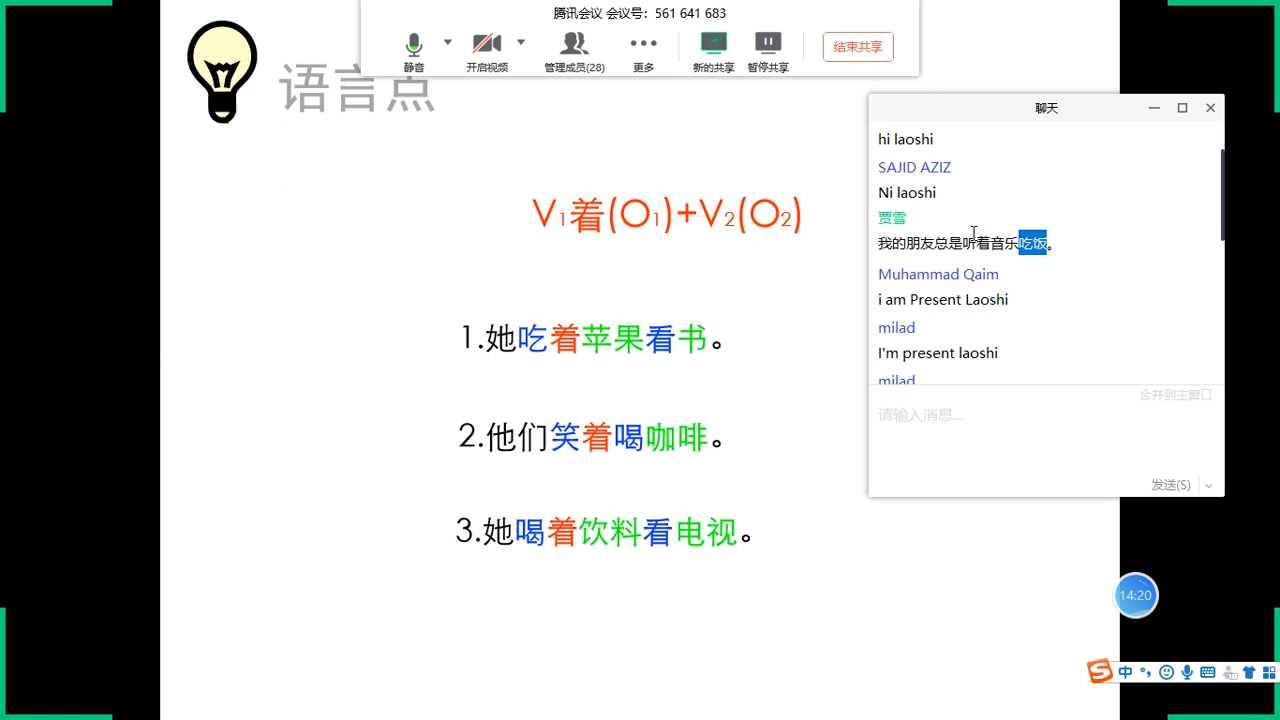 腾讯会议 会议号：561 641 683
静音
开启视频
管理成员(28)
更多
新的共享
暂停共享
结束共享
语言点
V₁着(O₁)+V₂(O₂)
1.她吃着苹果看书。
2.他们笑着喝咖啡。
3.她喝着饮料看电视。
聊天
hi laoshi
SAJID AZIZ
Ni laoshi
贾雪
我的朋友总是听着音乐吃饭。
Muhammad Qaim
i am Present Laoshi
milad
I'm present laoshi
milad
合并到主窗口
请输入消息...
发送(S)
14:20
中